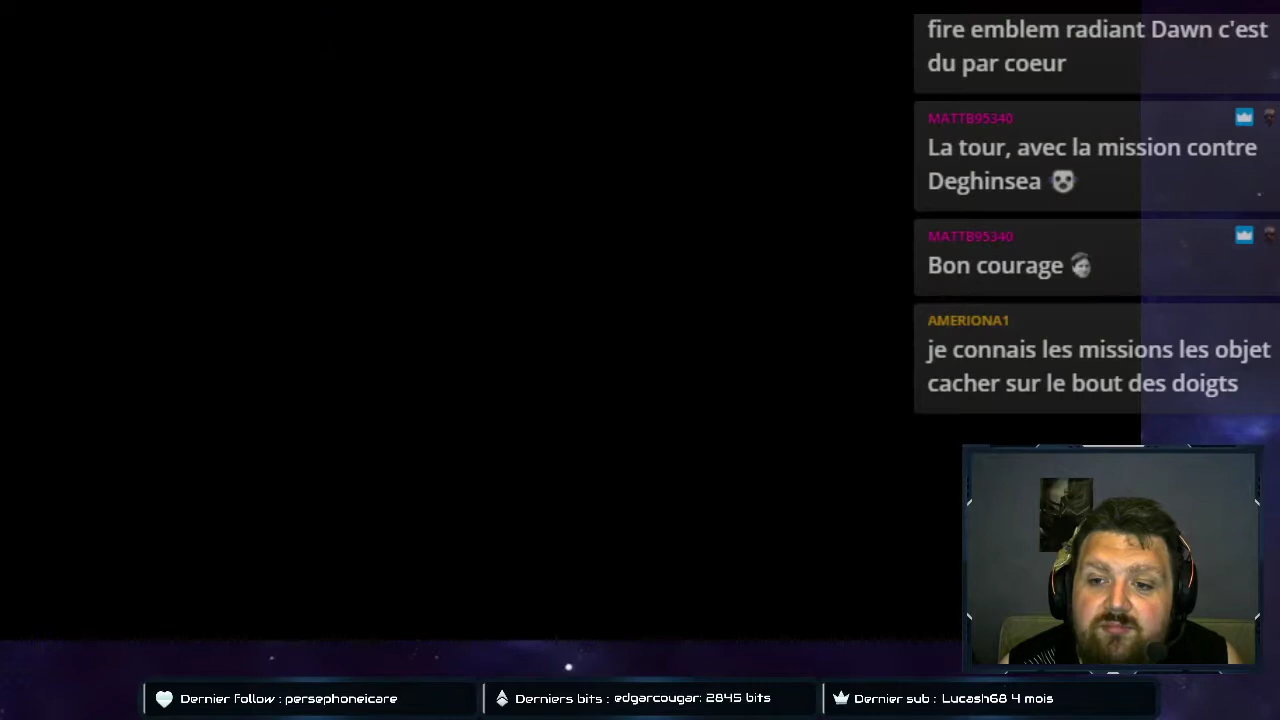 fire emblem radiant Dawn c'est
du par coeur
MATTB95340
La tour, avec la mission contre
Deghinsea
MATTB95340
Bon courage
AMERIONA1
je connais les missions les objet
cacher sur le bout des doigts
Dernier Follow : persephoneicare
Derniers bits : edgarcougar: 2845 bits
Dernier sub : Lucash68 4 mois